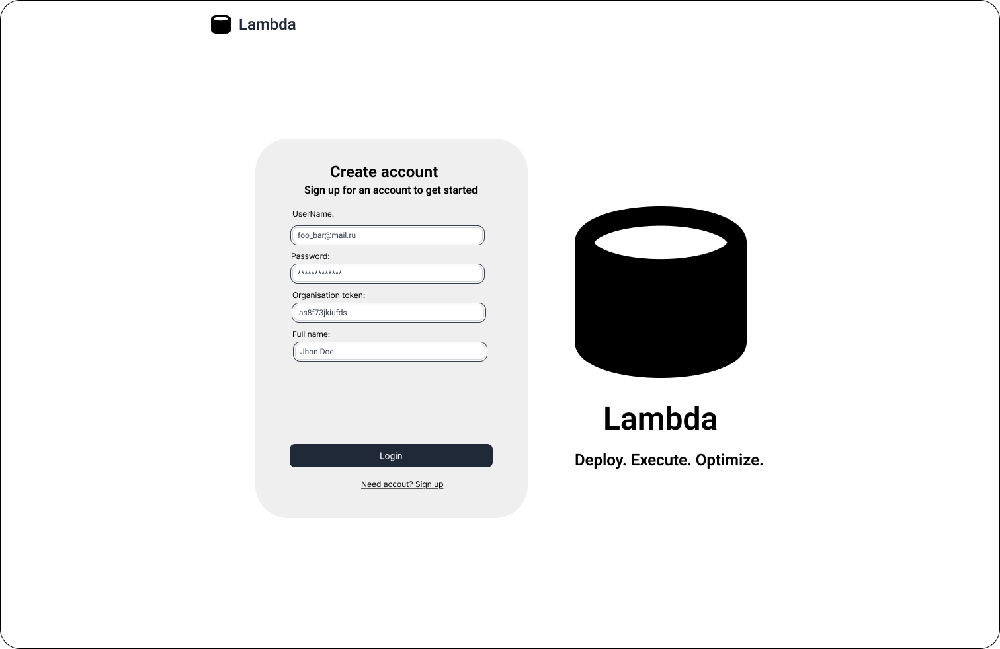 Lambda
Create account
Sign up for an account to get started
UserName:
foo_bar@mail.ru
Password:
*************
Organisation token:
as8f73jkiufds
Full name:
Jhon Doe
Login
Need accout? Sign up
Lambda
Deploy. Execute. Optimize.